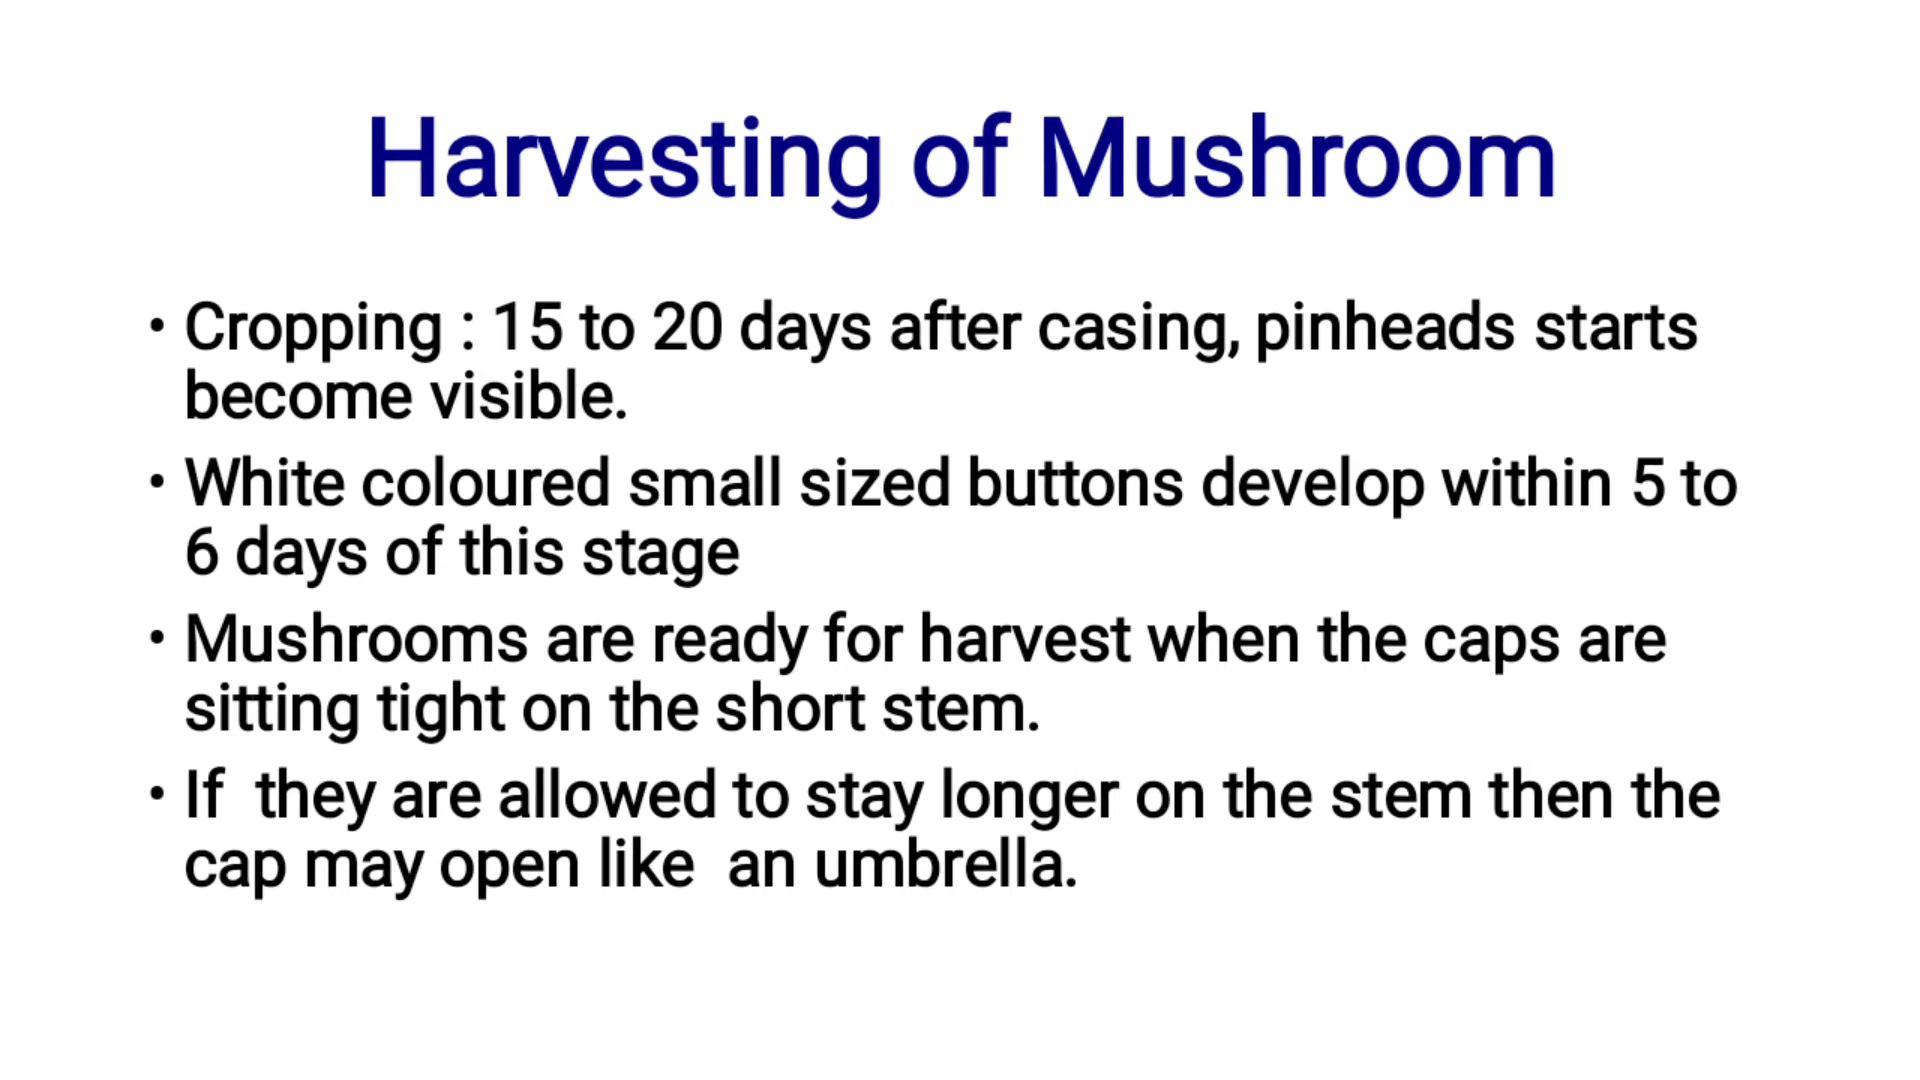 Harvesting of Mushroom
• Cropping : 15 to 20 days after casing, pinheads starts
become visible.
• White coloured small sized buttons develop within 5 to
6 days of this stage
• Mushrooms are ready for harvest when the caps are
sitting tight on the short stem.
• If  they are allowed to stay longer on the stem then the
cap may open like  an umbrella.